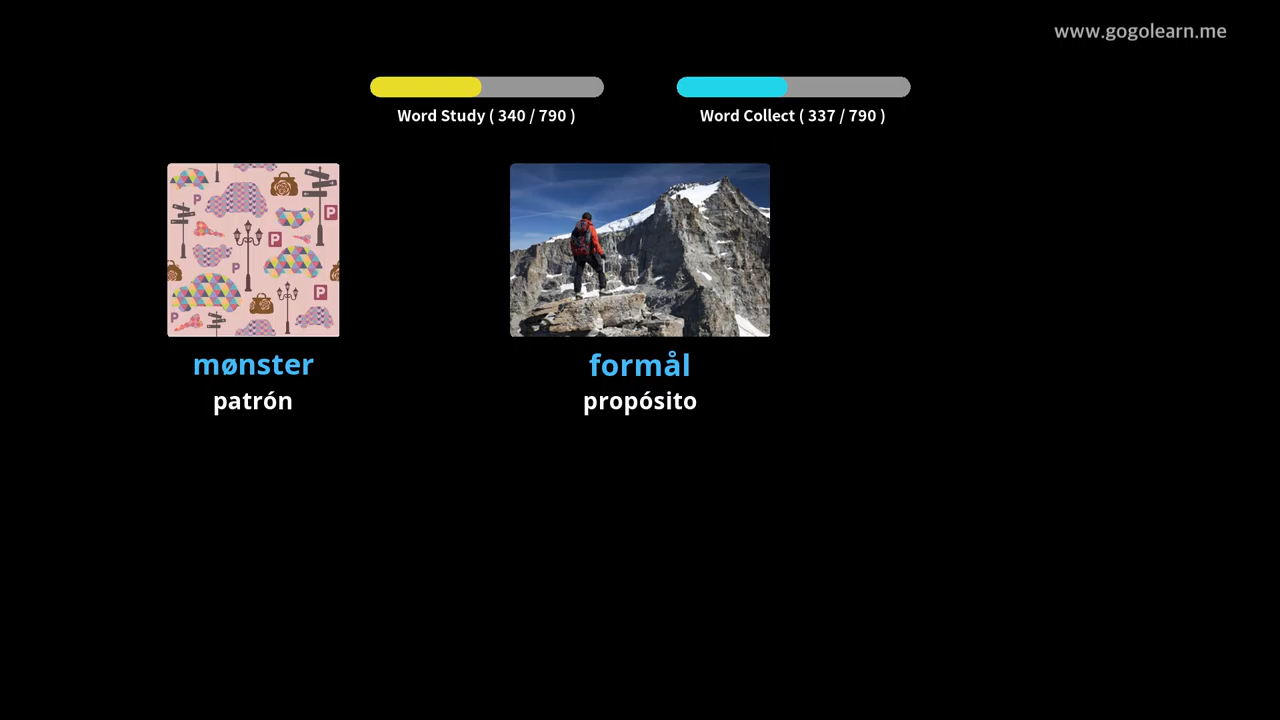 www.gogolearn.me
Word Study ( 340 / 790 )
Word Collect ( 337 / 790 )
P
P
P
P
P
P
mønster
patrón
formål
propósito